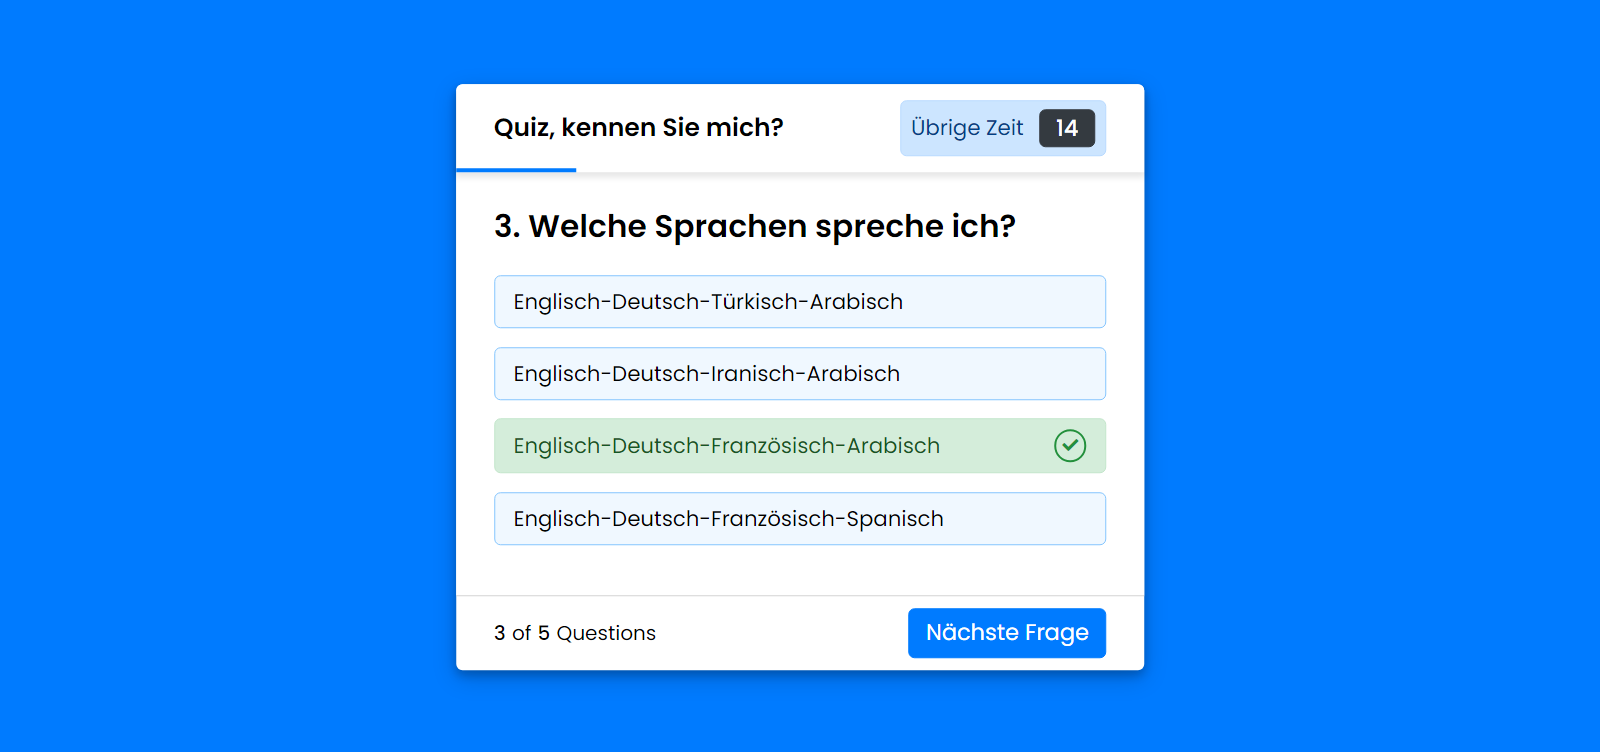 Quiz, kennen Sie mich?
Übrige Zeit 14
3. Welche Sprachen spreche ich?
Englisch-Deutsch-Türkisch-Arabisch
Englisch-Deutsch-Iranisch-Arabisch
Englisch-Deutsch-Französisch-Arabisch
Englisch-Deutsch-Französisch-Spanisch
3 of 5 Questions
Nächste Frage